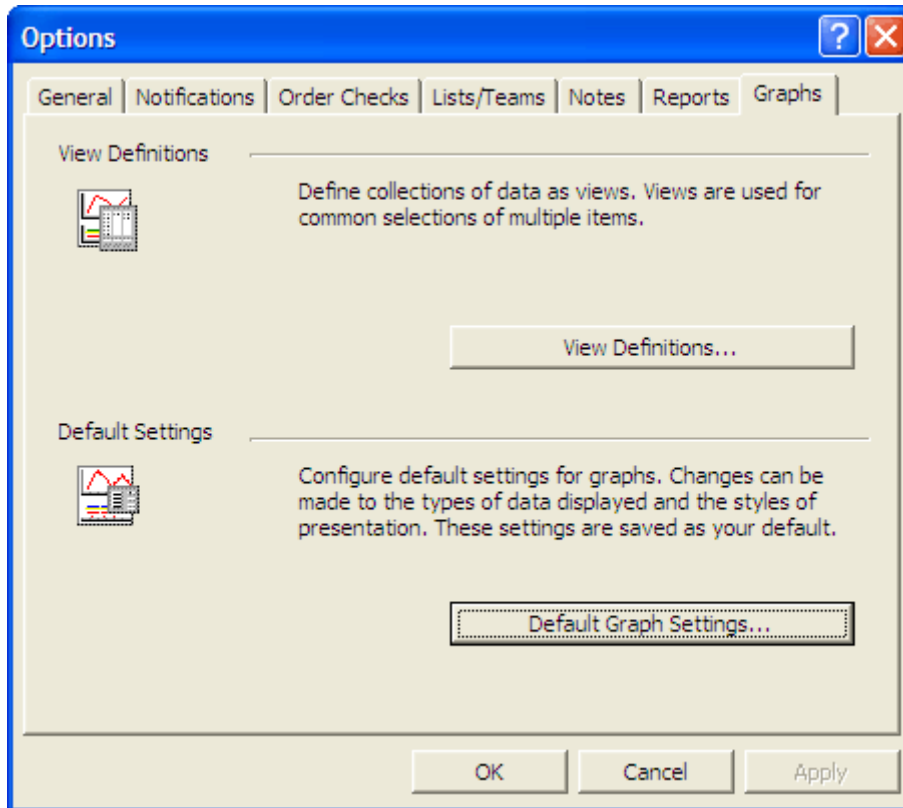 Options
General Notifications Order Checks Lists/Teams Notes Reports Graphs
View Definitions
Define collections of data as views. Views are used for
common selections of multiple items.
View Definitions...
Default Settings
Configure default settings for graphs. Changes can be
made to the types of data displayed and the styles of
presentation. These settings are saved as your default.
Default Graph Settings...
OK Cancel Apply